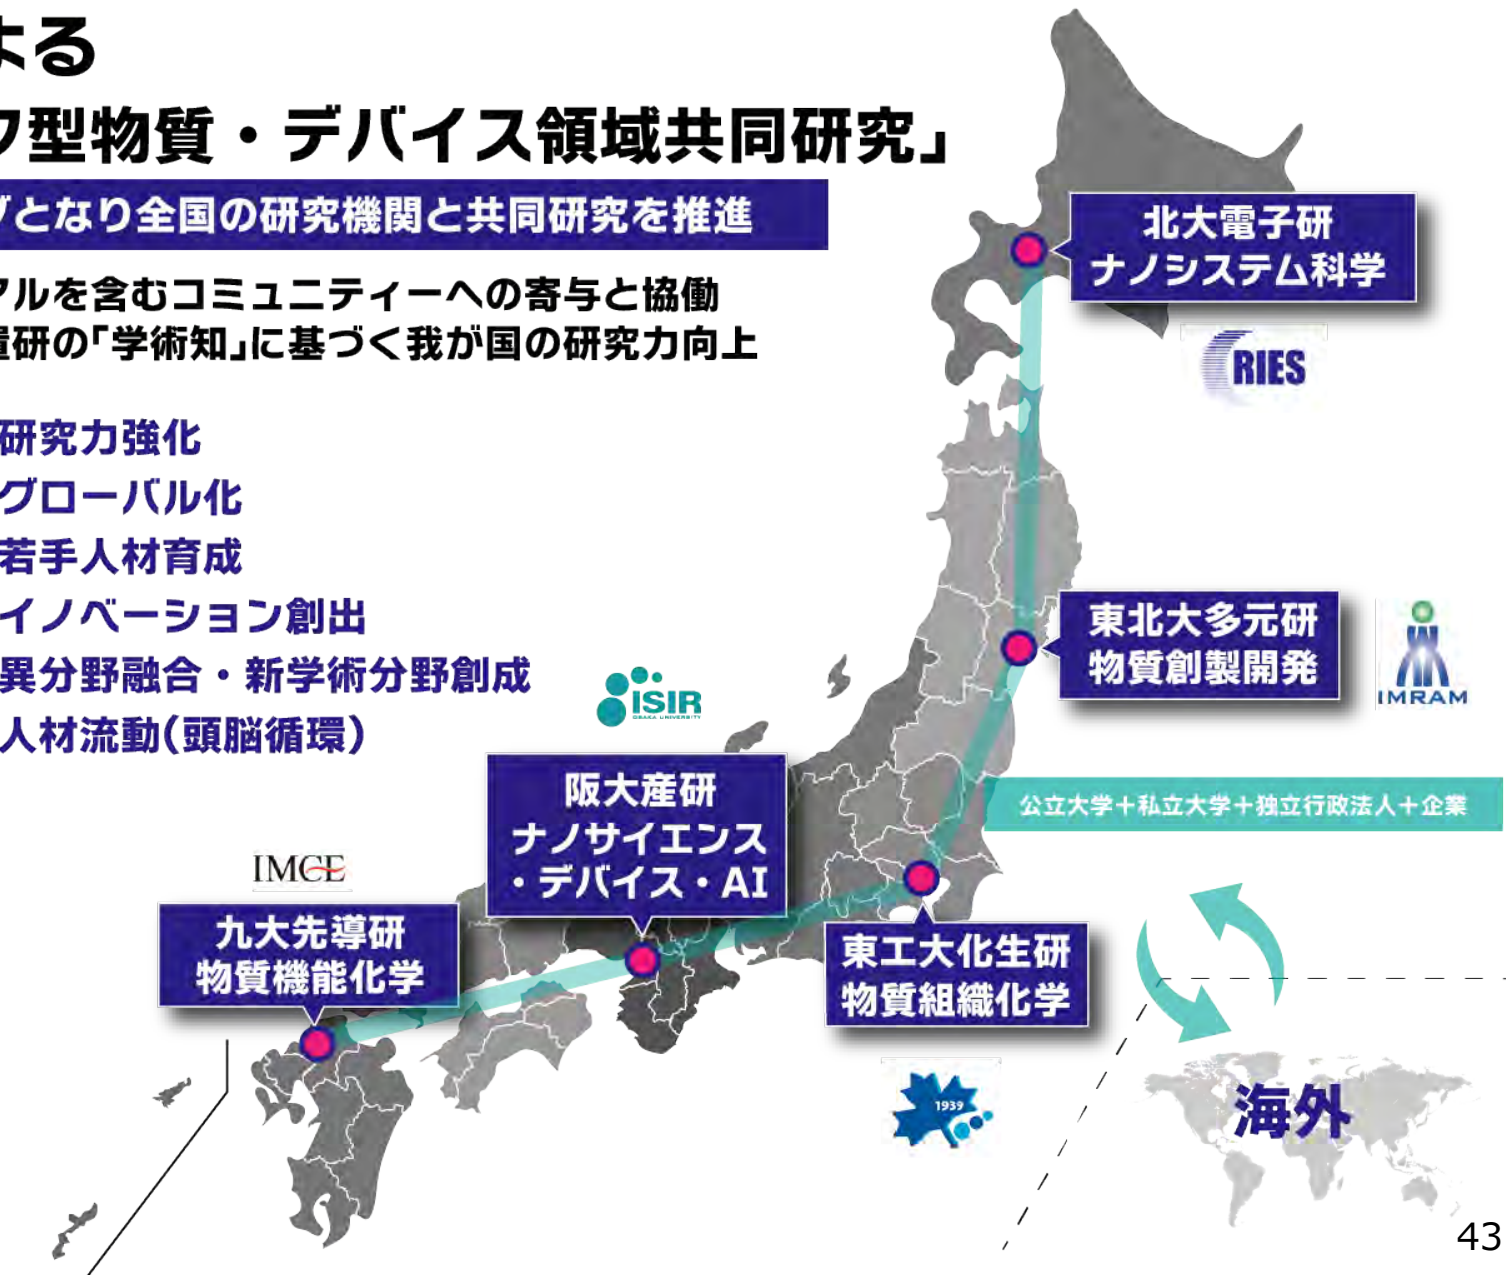 よる
ク型物質・デバイス領域共同研究」
ブとなり全国の研究機関と共同研究を推進
アルを含むコミュニティーへの寄与と協働
置研の｢学術知｣に基づく我が国の研究力向上
研究力強化
グローバル化
若手人材育成
イノベーション創出
異分野融合・新学術分野創成
人材流動(頭脳循環)
北大電子研
ナノシステム科学
RIES
東北大多元研
物質創製開発
IMRAM
ISIR
OSAKA UNIVERSITY
阪大産研
ナノサイエンス
・デバイス・AI
公立大学＋私立大学＋独立行政法人＋企業
IMCE
九大先導研
物質機能化学
東工大化生研
物質組織化学
1939
海外
43